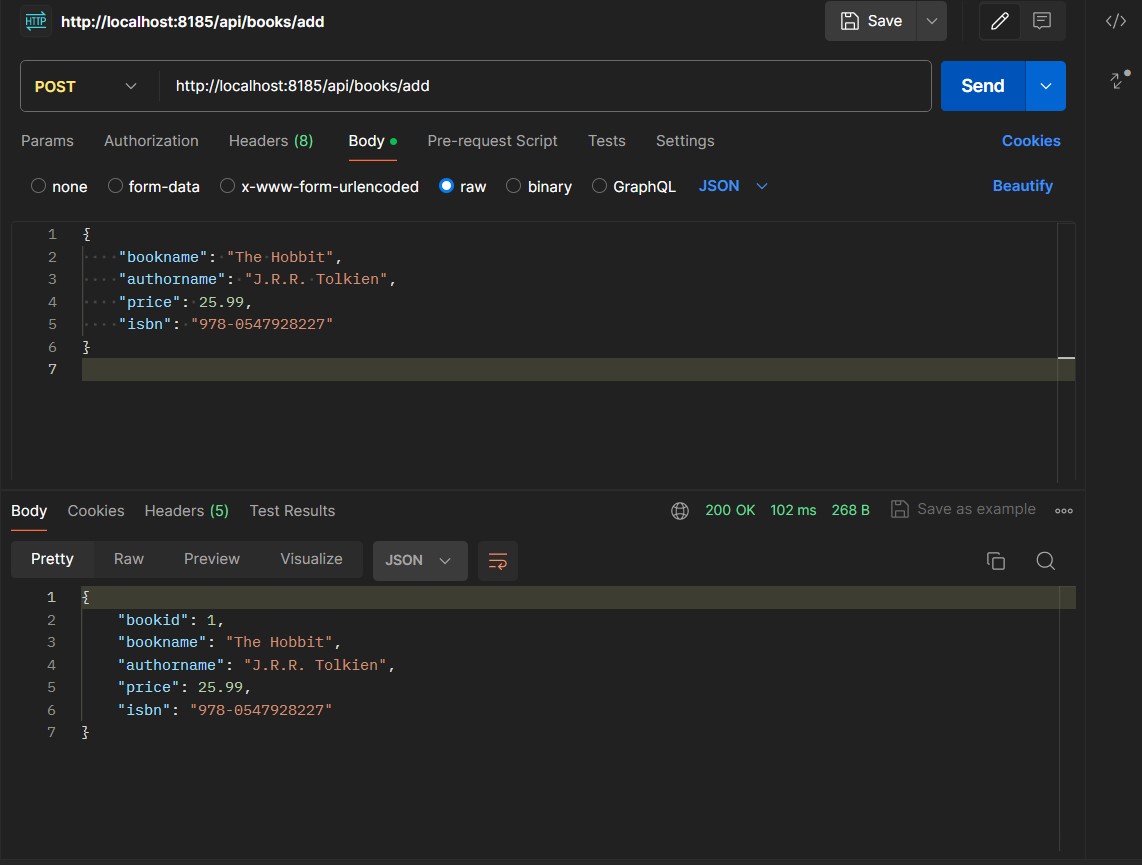 HTTP http://localhost:8185/api/books/add Save
POST http://localhost:8185/api/books/add Send
Params Authorization Headers (8) Body Pre-request Script Tests Settings Cookies
none form-data x-www-form-urlencoded raw binary GraphQL JSON Beautify
1 {
2 "bookname": "The Hobbit",
3 "authorname": "J.R.R. Tolkien",
4 "price": 25.99,
5 "isbn": "978-0547928227"
6 }
7
Body Cookies Headers (5) Test Results 200 OK 102 ms 268 B Save as example
Pretty Raw Preview Visualize JSON
1 {
2 "bookid": 1,
3 "bookname": "The Hobbit",
4 "authorname": "J.R.R. Tolkien",
5 "price": 25.99,
6 "isbn": "978-0547928227"
7 }